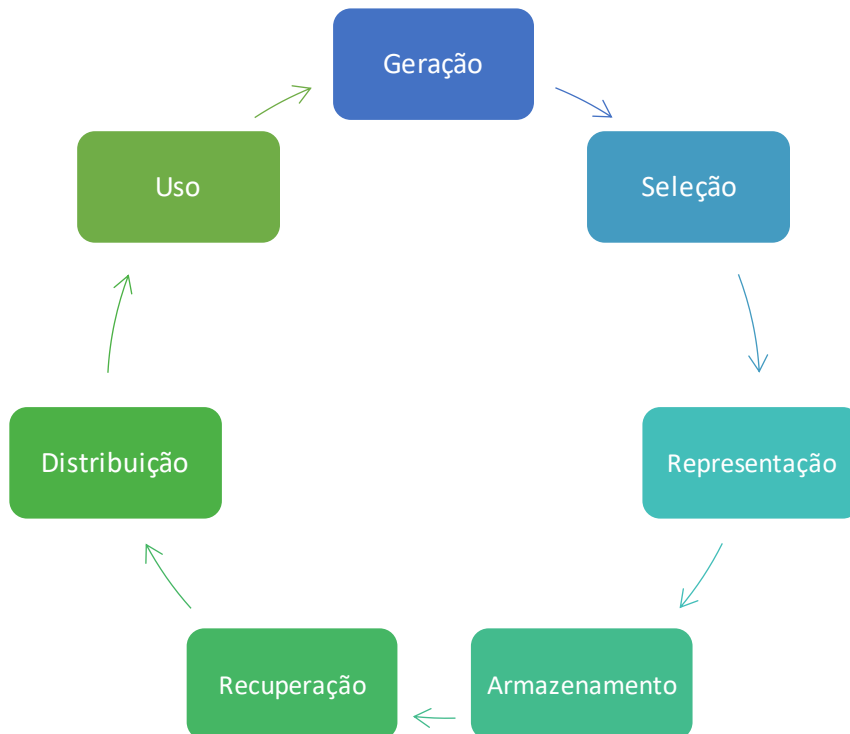 Geração
Seleção
Representação
Armazenamento
Recuperação
Distribuição
Uso